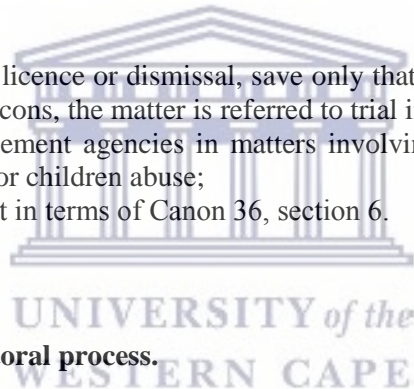 licence or dismissal, save only that
cons, the matter is referred to trial i
ement agencies in matters involvin
or children abuse;
t in terms of Canon 36, section 6.
UNIVERSITY of the
oral process.
WESTERN CAPE